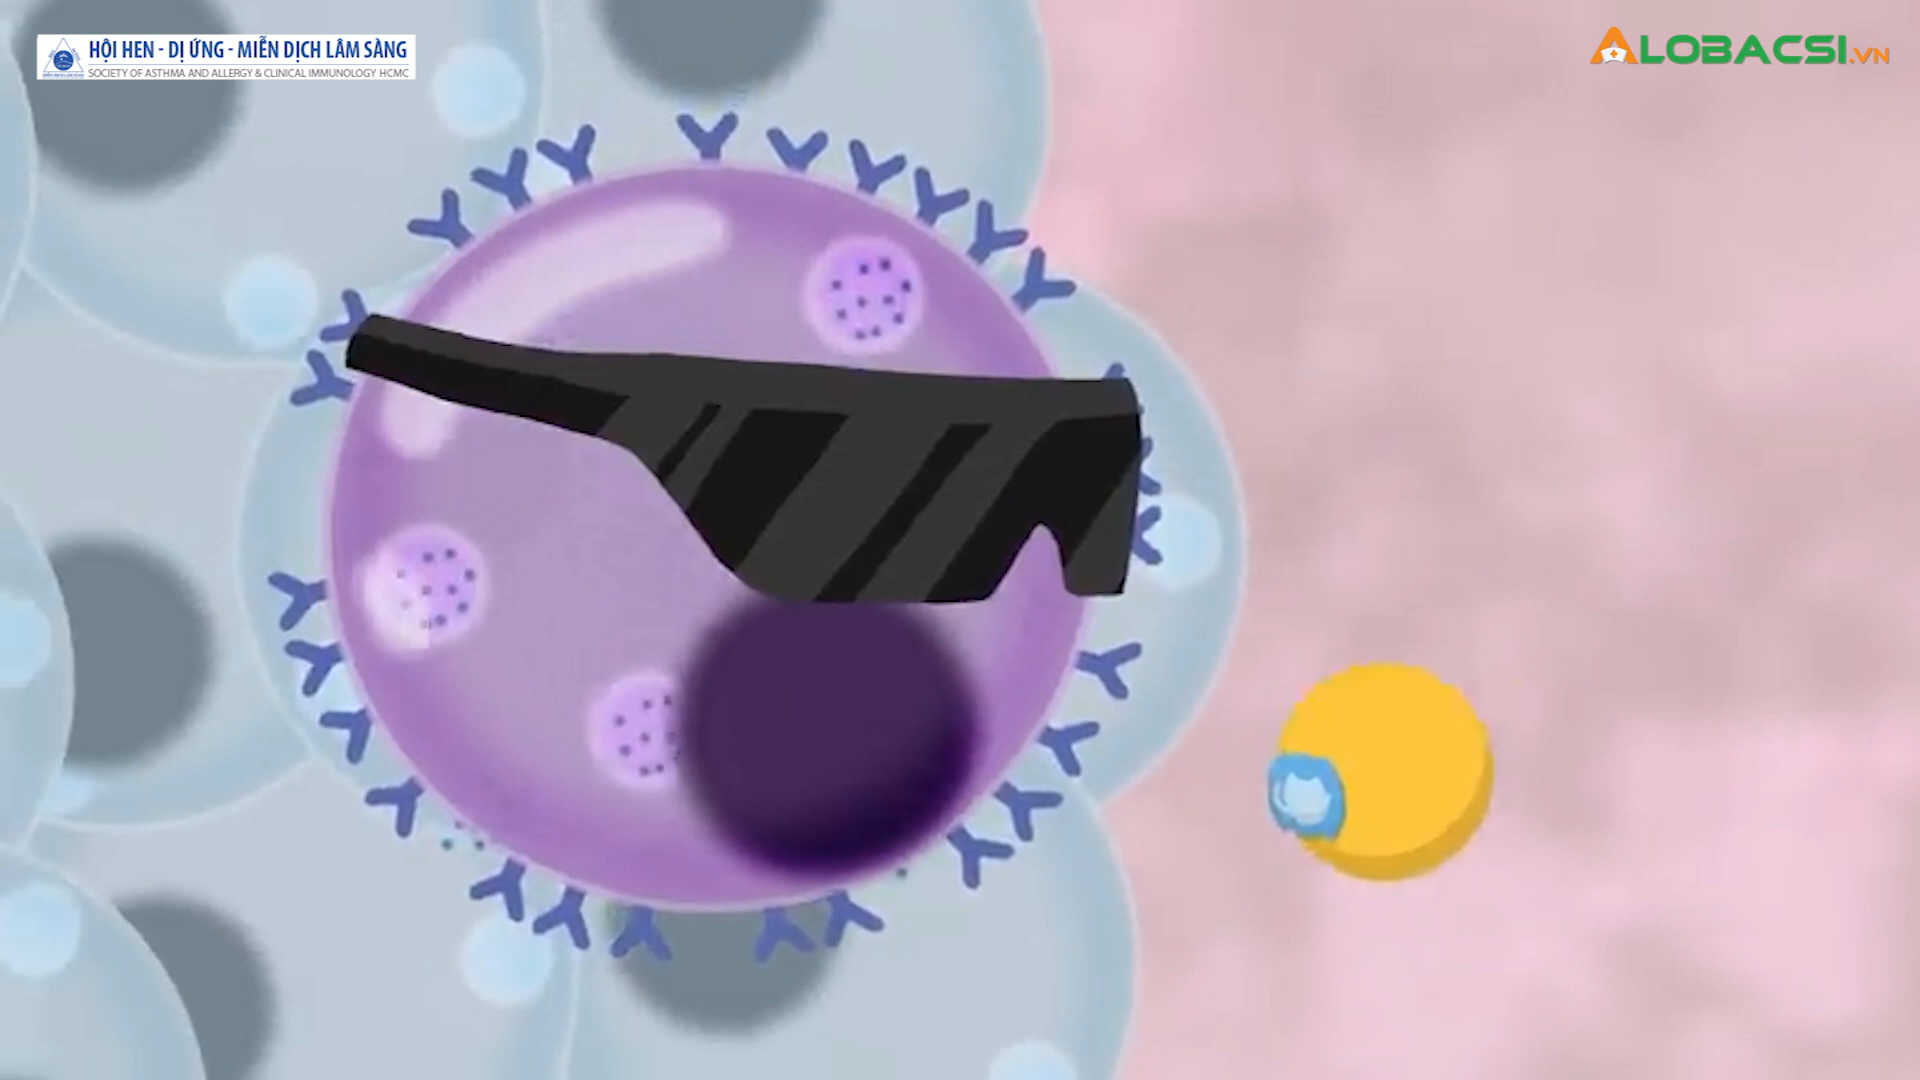 HỘI HEN - DỊ ỨNG - MIỄN DỊCH LÂM SÀNG
SOCIETY OF ASTHMA AND ALLERGY & CLINICAL IMMUNOLOGY HCMC
ALOBACSI.VN